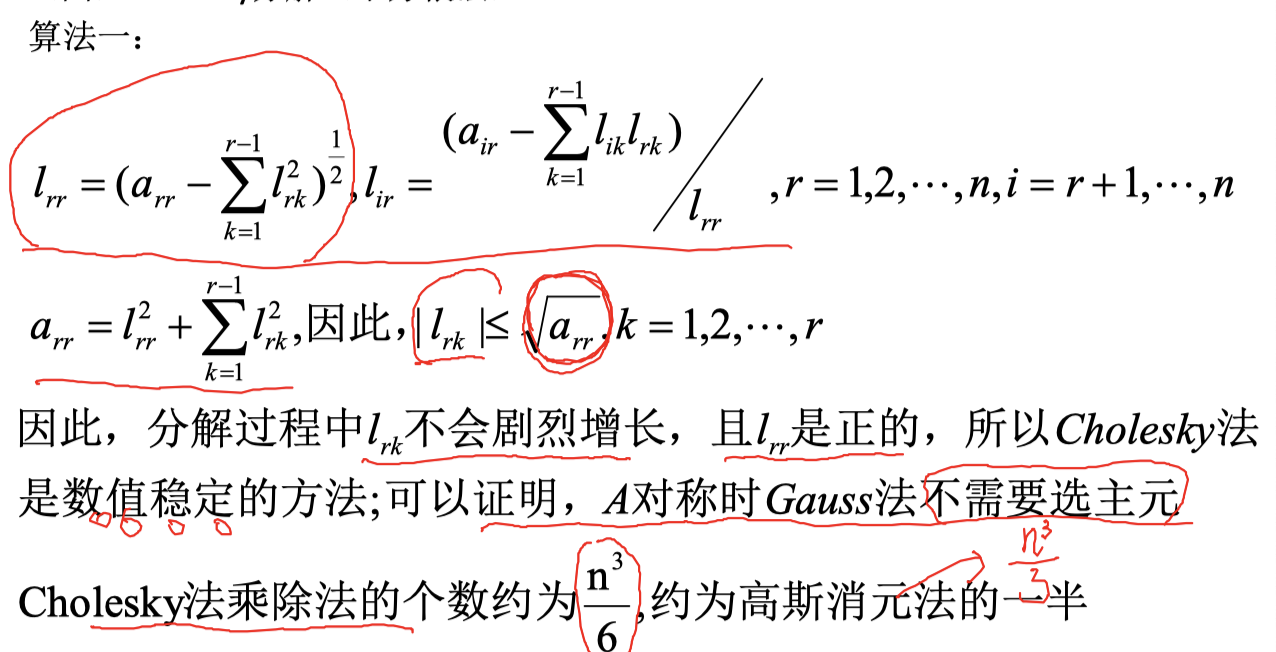 算法一：
l_{rr} = (a_{rr} − \sum_{k=1}^{r−1} l_{rk}^2)^{\frac{1}{2}}, l_{ir} = (a_{ir} − \sum_{k=1}^{r−1} l_{ik} l_{rk}) / l_{rr}, r = 1,2,⋯,n, i = r+1,⋯,n
a_{rr} = l_{rr}^2 + \sum_{k=1}^{r−1} l_{rk}^2, 因此, | l_{rk} |≤ \sqrt{a_{rr}}. k = 1,2,⋯,r
因此，分解过程中l_{rk}不会剧烈增长，且l_{rr}是正的，所以Cholesky法
是数值稳定的方法;可以证明，A对称时Gauss法不需要选主元
\frac{n^3}{3}
Cholesky法乘除法的个数约为\frac{n^3}{6},约为高斯消元法的一半